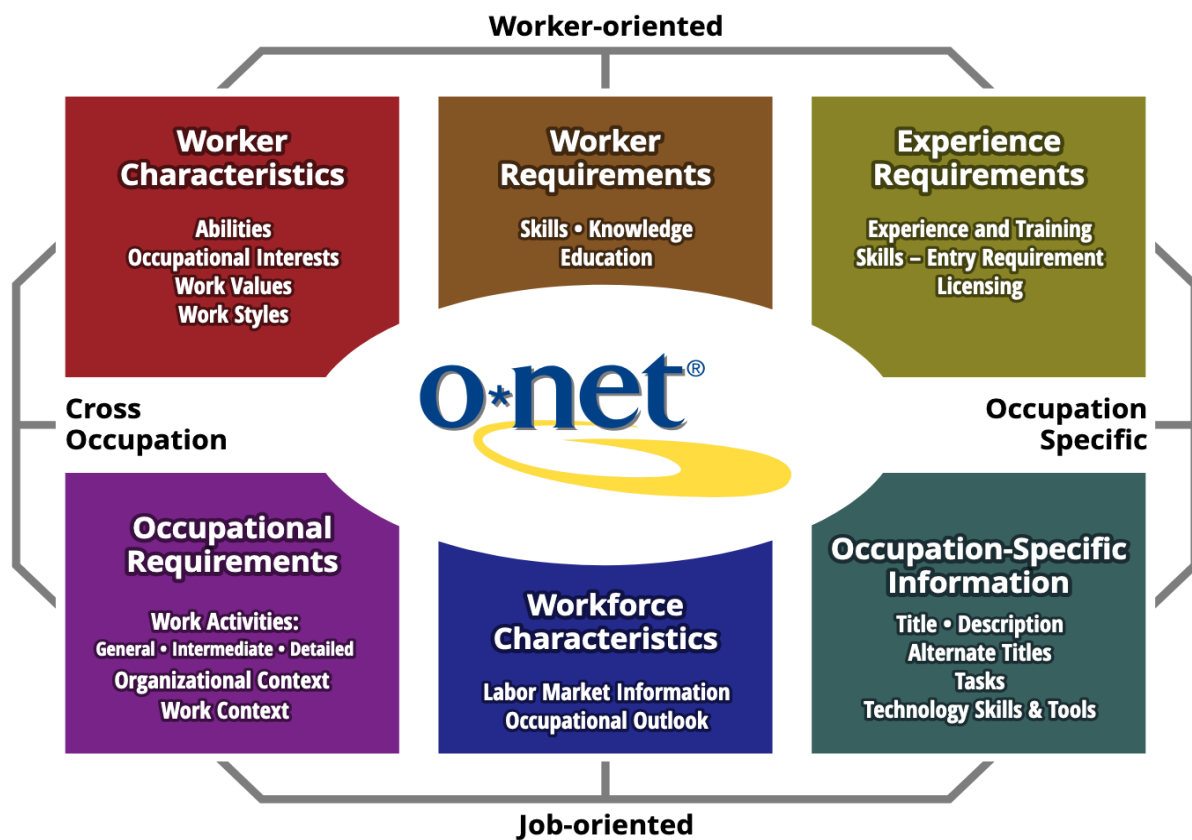 Worker-oriented
Worker
Characteristics
Abilities
Occupational Interests
Work Values
Work Styles
Worker
Requirements
Skills • Knowledge
Education
Experience
Requirements
Experience and Training
Skills – Entry Requirement
Licensing
o*net®
Cross
Occupation
Occupation
Specific
Occupational
Requirements
Work Activities:
General • Intermediate • Detailed
Organizational Context
Work Context
Workforce
Characteristics
Labor Market Information
Occupational Outlook
Occupation-Specific
Information
Title • Description
Alternate Titles
Tasks
Technology Skills & Tools
Job-oriented